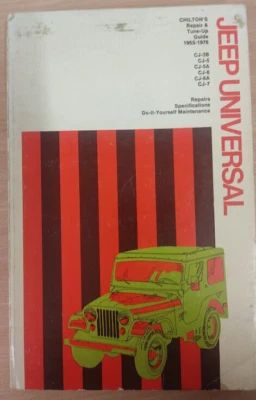 CHILTON'S
Repair &
Tune-Up
Guide
1953-1976
CJ-3B
CJ-5
CJ-5A
CJ-6
CJ-6A
CJ-7
Repairs
Specifications
Do-It-Yourself Maintenance
JEEP UNIVERSAL